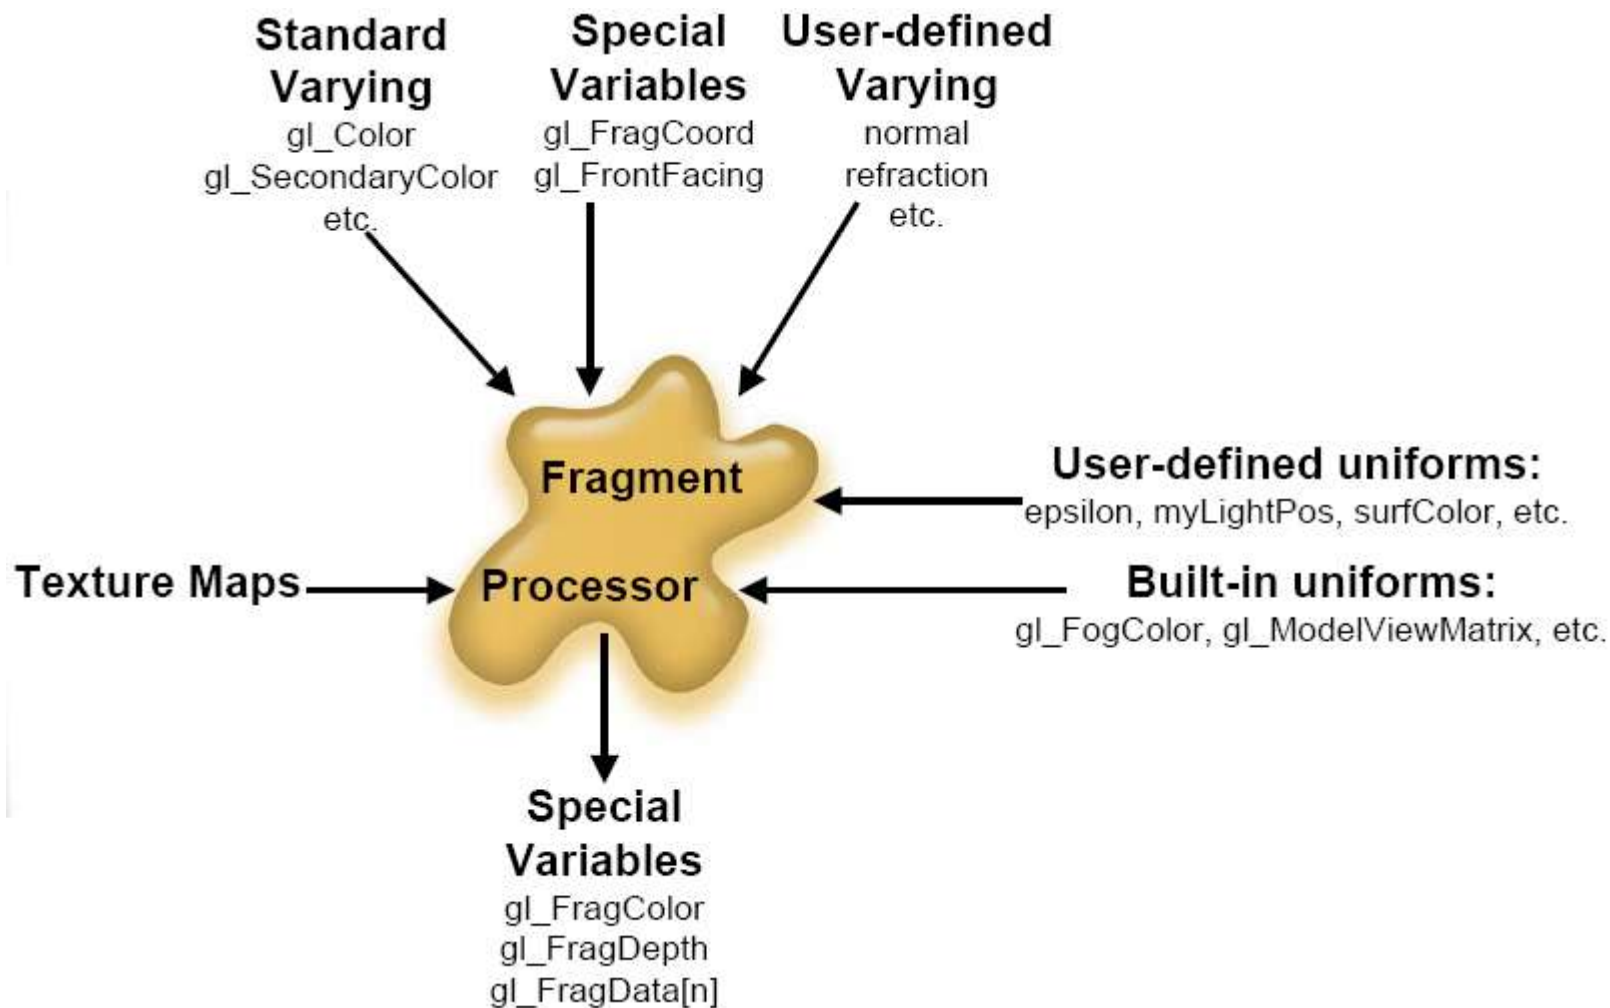 Standard
Varying
gl_Color
gl_SecondaryColor
etc.
Special
Variables
gl_FragCoord
gl_FrontFacing
User-defined
Varying
normal
refraction
etc.
Fragment
Processor
Texture Maps
User-defined uniforms:
epsilon, myLightPos, surfColor, etc.
Built-in uniforms:
gl_FogColor, gl_ModelViewMatrix, etc.
Special
Variables
gl_FragColor
gl_FragDepth
gl_FragData[n]